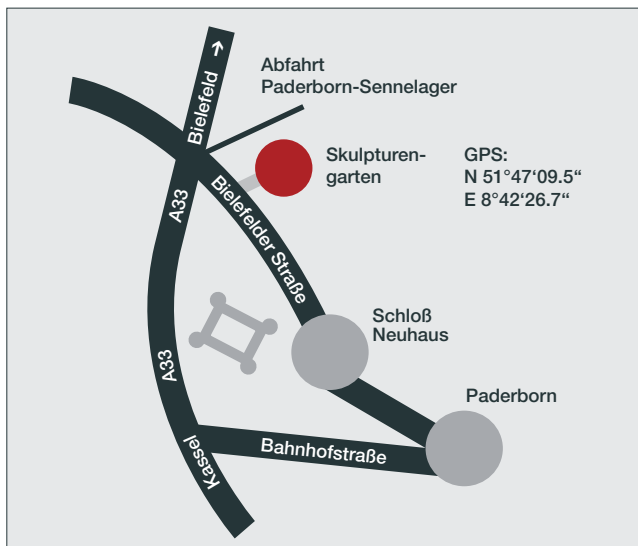 Bielefeld →
Abfahrt
Paderborn-Sennelager
Skulpturen-
garten
GPS:
N 51°47‘09.5“
E 8°42‘26.7“
A33
Bielefelder Straße
Schloß
Neuhaus
A33
Paderborn
Bahnhofstraße
Kassel